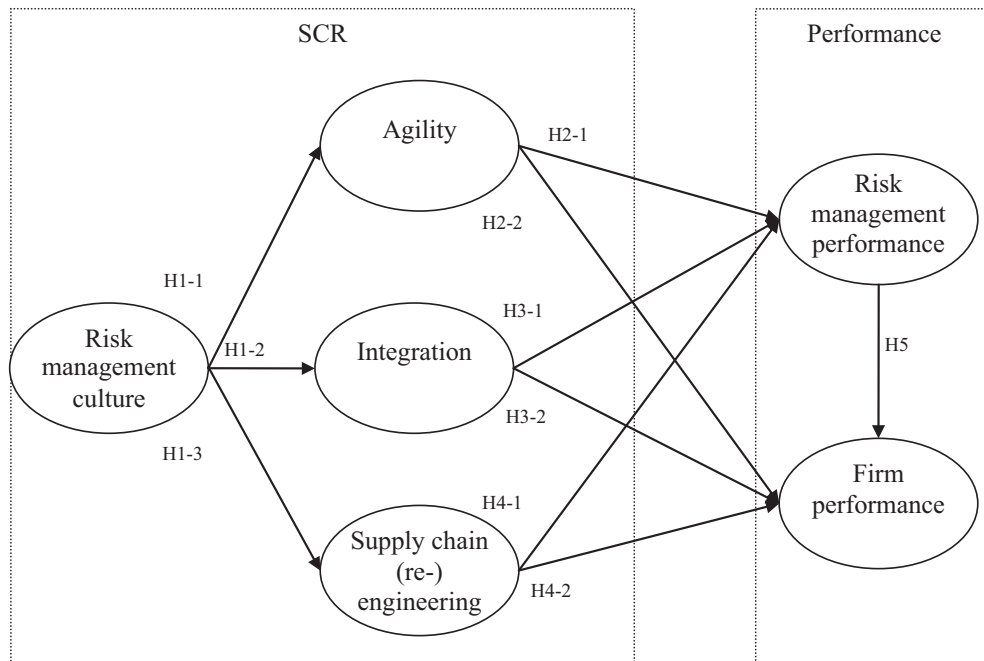 SCR
Performance
Agility
H2-1
H2-2
Risk
management
performance
H1-1
H1-2
H1-3
Risk
management
culture
Integration
H3-1
H3-2
H5
Firm
performance
H4-1
H4-2
Supply chain
(re-)
engineering